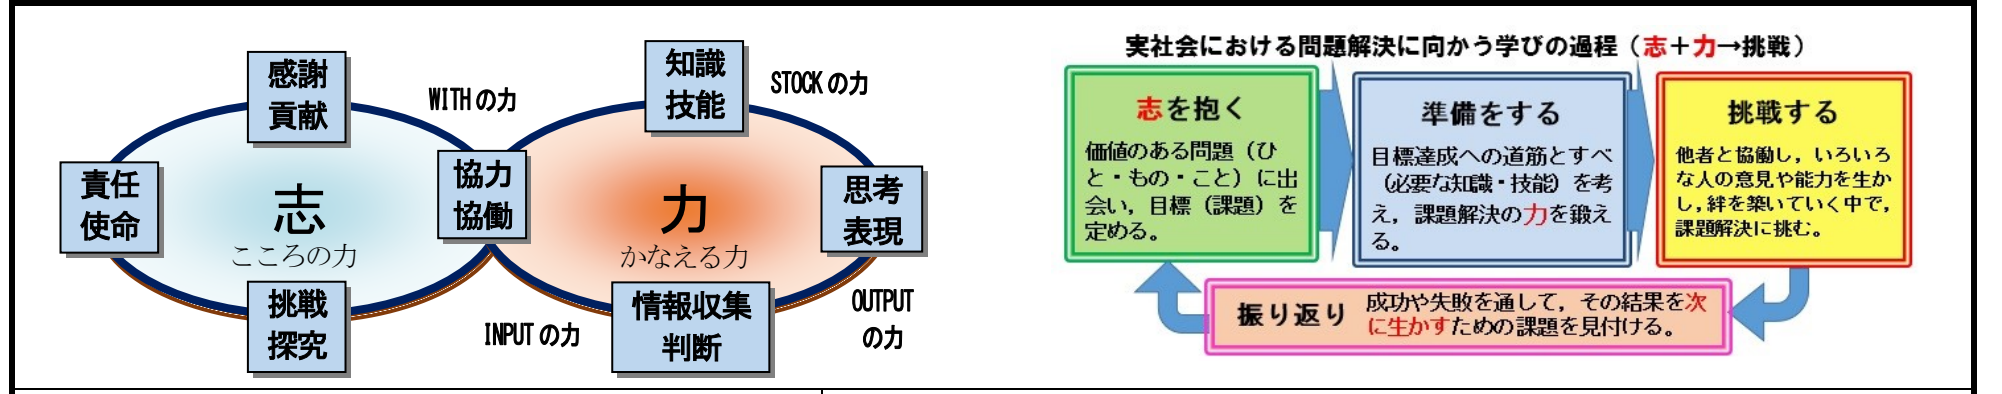 感謝
貢献
責任
使命
志
こころの力
挑戦
探究
WITHの力
協力
協働
知識
技能
STOCKの力
力
かなえる力
思考
表現
INPUTの力
情報収集
判断
OUTPUT
の力
実社会における問題解決に向かう学びの過程（志＋力→挑戦）
志を抱く
価値のある問題（ひ
と・もの・こと）に出
会い，目標（課題）を
定める。
準備をする
目標達成への道筋とすべ
（必要な知識・技能）を考
え，課題解決の力を鍛え
る。
挑戦する
他者と協働し，いろいろ
な人の意見や能力を生か
し，絆を築いていく中で，
課題解決に挑む。
振り返り
成功や失敗を通して，その結果を次
に生かすための課題を見付ける。